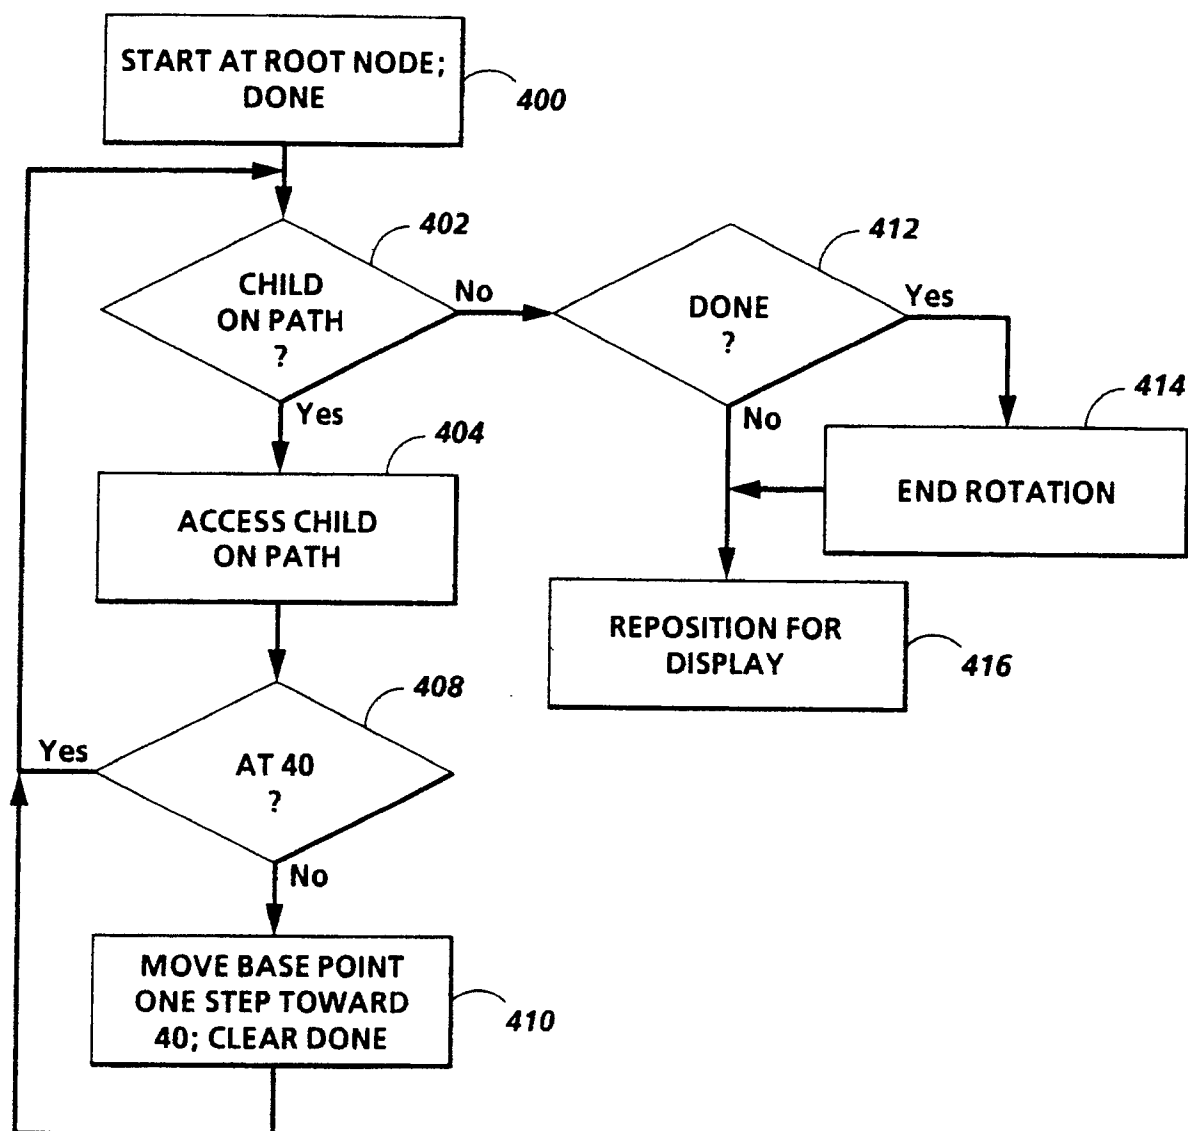 START AT ROOT NODE;
DONE
400
402
CHILD
ON PATH
?
No
Yes
412
DONE
?
Yes
No
414
END ROTATION
404
ACCESS CHILD
ON PATH
REPOSITION FOR
DISPLAY
416
408
Yes
AT 40
?
No
MOVE BASE POINT
ONE STEP TOWARD
40; CLEAR DONE
410